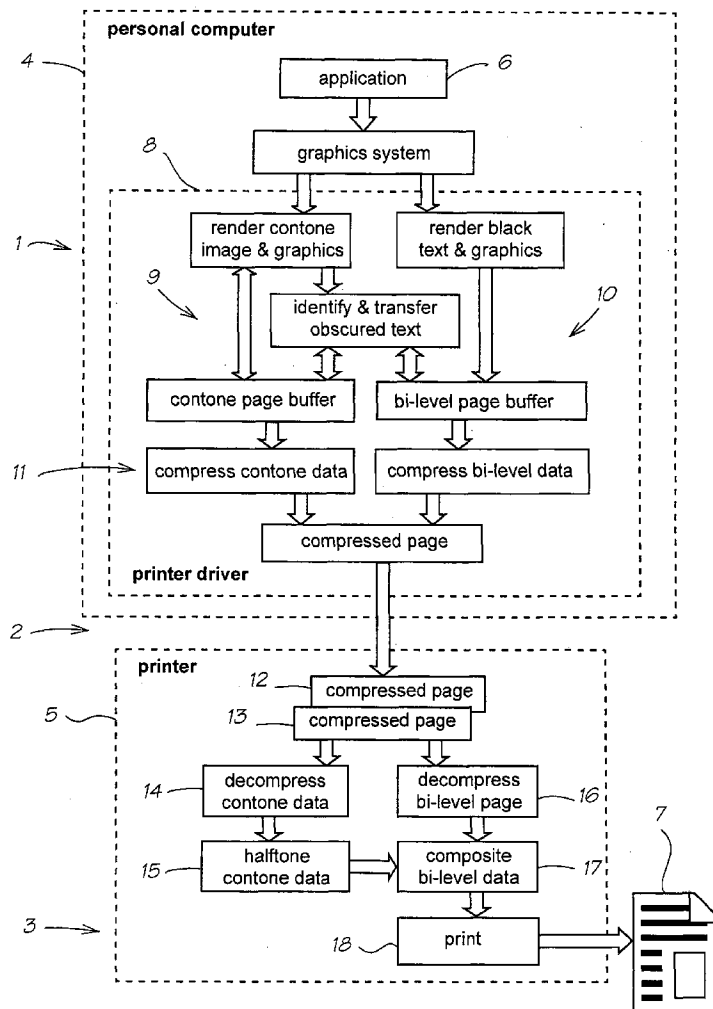 personal computer
4
application
6
graphics system
8
1
render contone
image & graphics
render black
text & graphics
9
identify & transfer
obscured text
10
contone page buffer
bi-level page buffer
11
compress contone data
compress bi-level data
compressed page
printer driver
2
printer
12
compressed page
5
13
compressed page
14
decompress
contone data
decompress
bi-level page
16
7
15
halftone
contone data
composite
bi-level data
17
3
18
print